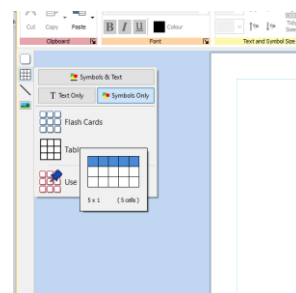 Cut Copy Paste
B I U Colour
Clipboard Font Text and Symbol Size
Symbols & Text
T Text Only Symbols Only
Flash Cards
Use
5 x 1 ( 5 cells )